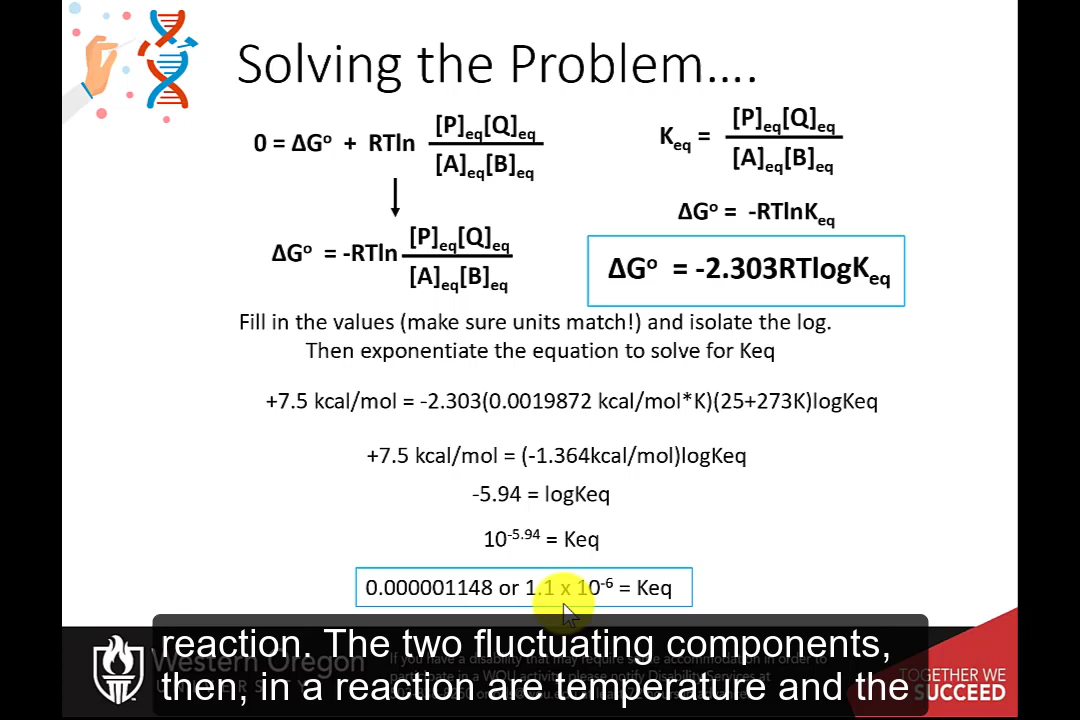 Solving the Problem....
0 = ΔGº + RTln [P]eq[Q]eq / [A]eq[B]eq
Keq = [P]eq[Q]eq / [A]eq[B]eq
ΔGº = -RTln [P]eq[Q]eq / [A]eq[B]eq
ΔGº = -RTlnKeq
ΔGº = -2.303RTlogKeq
Fill in the values (make sure units match!) and isolate the log.
Then exponentiate the equation to solve for Keq
+7.5 kcal/mol = -2.303(0.0019872 kcal/mol*K)(25+273K)logKeq
+7.5 kcal/mol = (-1.364kcal/mol)logKeq
-5.94 = logKeq
10^-5.94 = Keq
0.000001148 or 1.1 x 10^-6 = Keq
reaction. The two fluctuating components,
then, in a reaction are temperature and the
Western Oregon
TOGETHER WE
SUCCEED